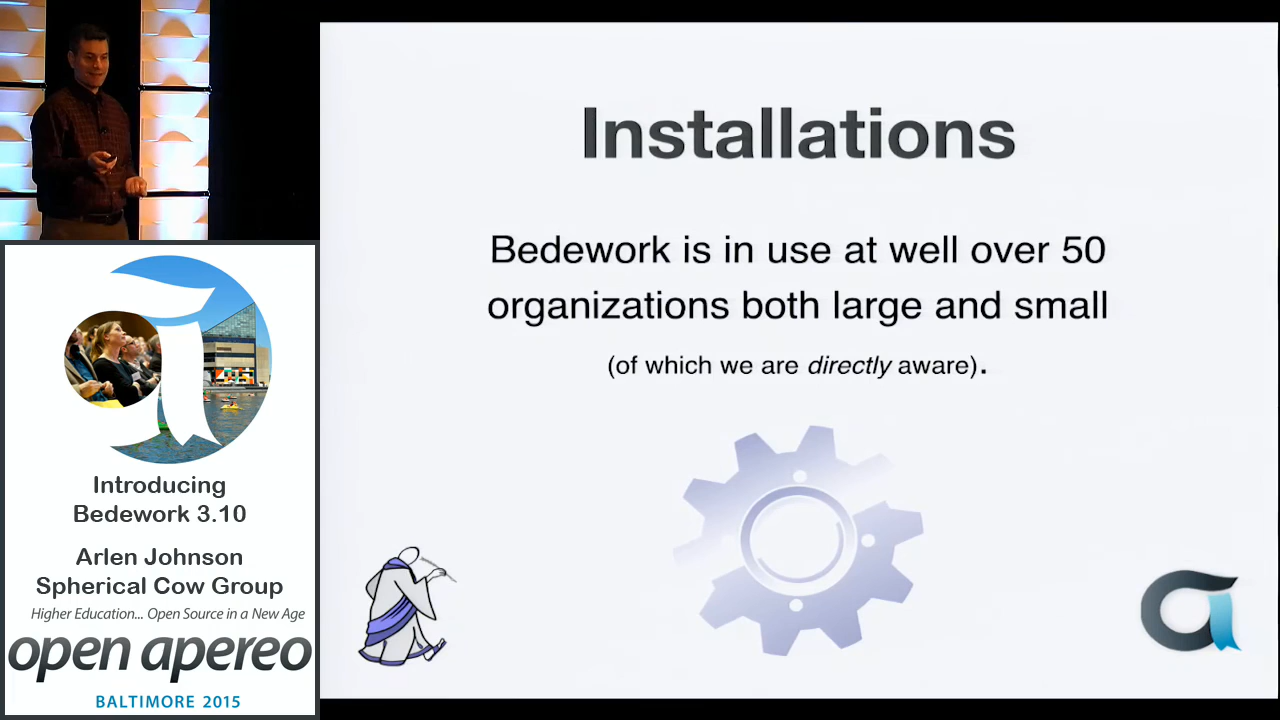 Installations
Bedework is in use at well over 50
organizations both large and small
(of which we are directly aware).
Introducing
Bedework 3.10
Arlen Johnson
Spherical Cow Group
Higher Education... Open Source in a New Age
open apereo
BALTIMORE 2015